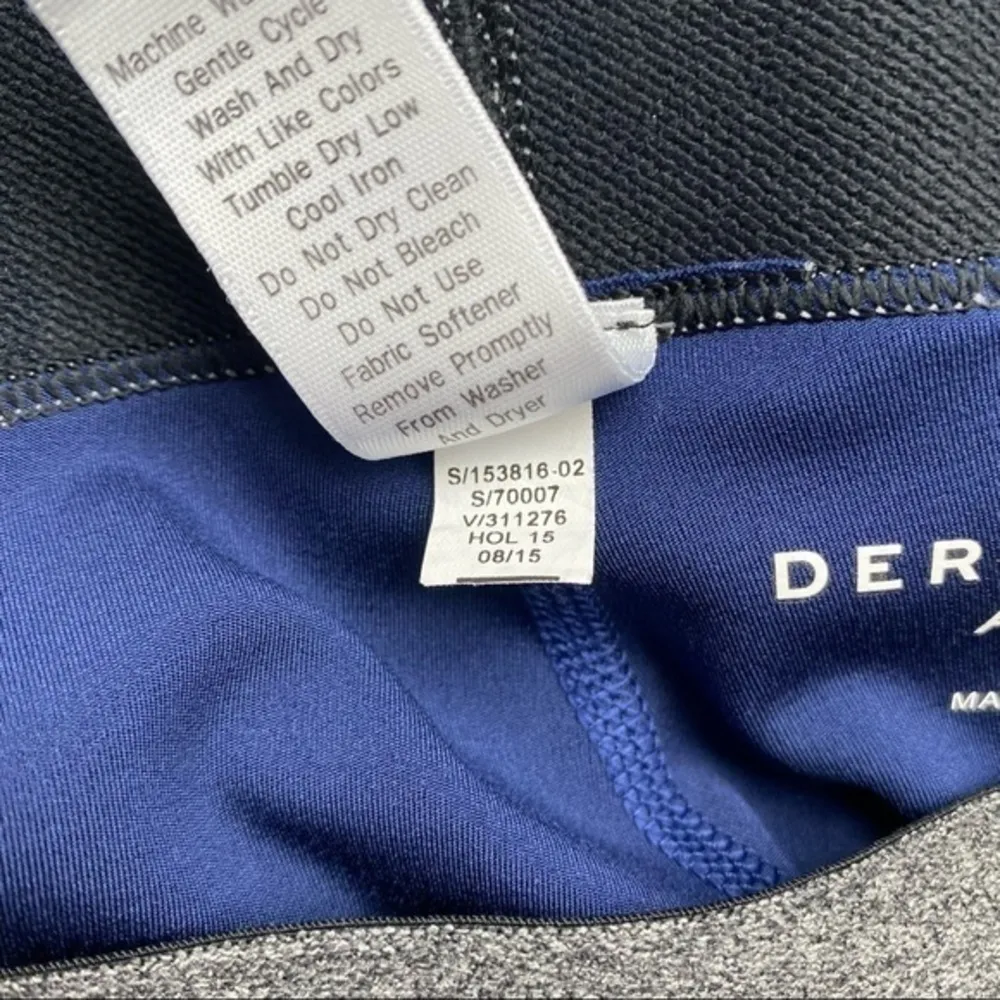 Machine
Gentle Cycle
Wash And Dry
With Like Colors
Tumble Dry Low
Cool Iron
Do Not Dry Clean
Do Not Bleach
Do Not Use
Fabric Softener
Remove Promptly
From Washer
And Dryer
S/153816-02
S/70007
V/311276
HOL 15
08/15
DER
A
MA